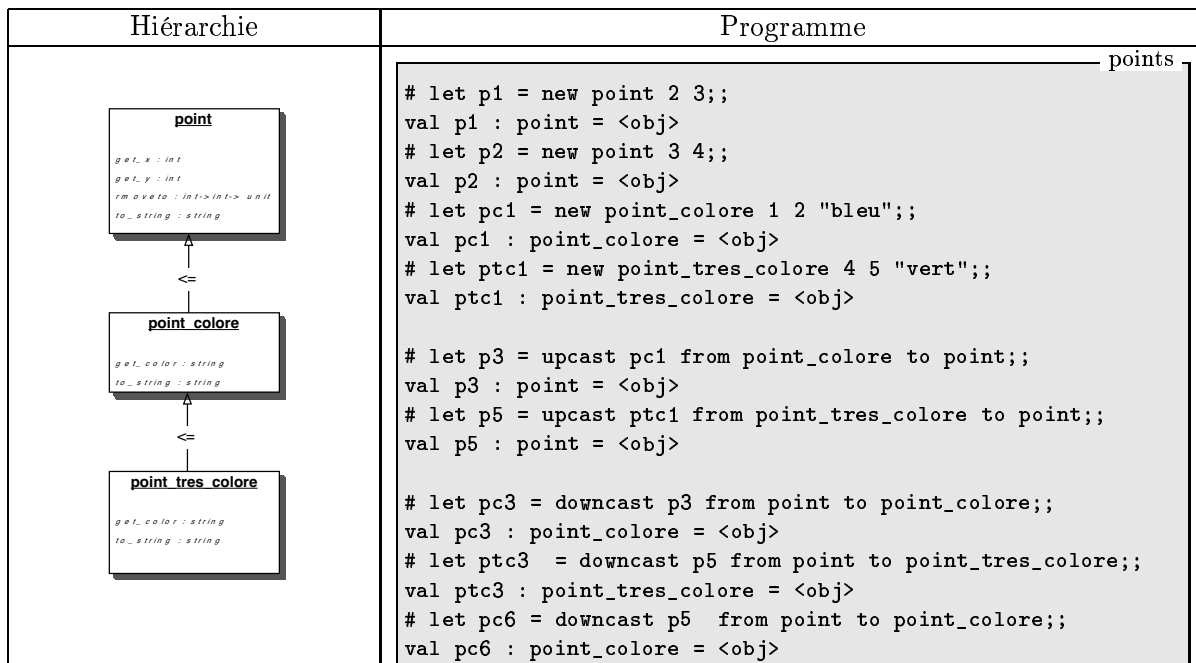 Hiérarchie
Programme
point
get_x : int
get_y : int
rmoveto : int->int-> unit
to_string : string
<=
point_colore
get_color : string
to_string : string
<=
point_tres_colore
get_color : string
to_string : string
points
# let p1 = new point 2 3;;
val p1 : point = <obj>
# let p2 = new point 3 4;;
val p2 : point = <obj>
# let pc1 = new point_colore 1 2 "bleu";;
val pc1 : point_colore = <obj>
# let ptc1 = new point_tres_colore 4 5 "vert";;
val ptc1 : point_tres_colore = <obj>
# let p3 = upcast pc1 from point_colore to point;;
val p3 : point = <obj>
# let p5 = upcast ptc1 from point_tres_colore to point;;
val p5 : point = <obj>
# let pc3 = downcast p3 from point to point_colore;;
val pc3 : point_colore = <obj>
# let ptc3  = downcast p5 from point to point_tres_colore;;
val ptc3 : point_tres_colore = <obj>
# let pc6 = downcast p5  from point to point_colore;;
val pc6 : point_colore = <obj>